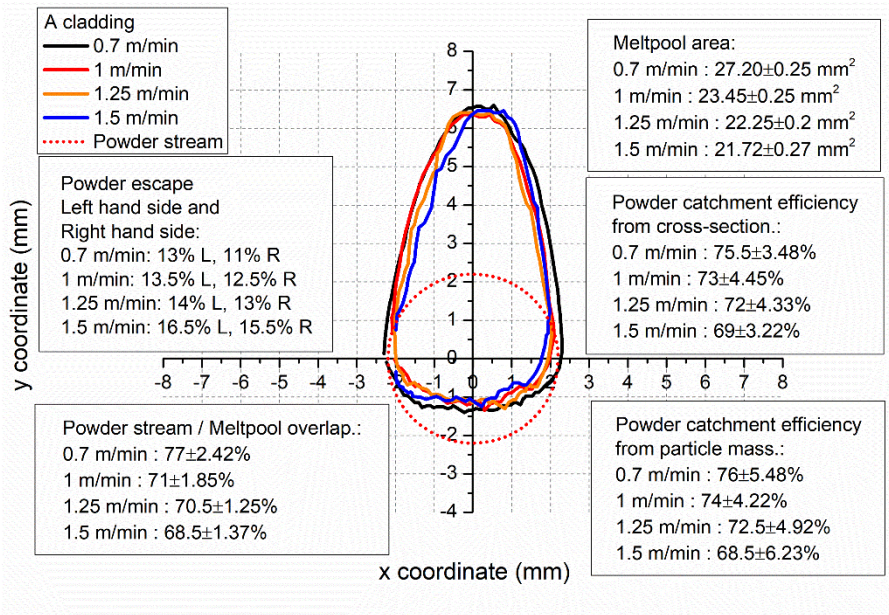 A cladding
0.7 m/min
1 m/min
1.25 m/min
1.5 m/min
Powder stream
Meltpool area:
0.7 m/min : 27.20±0.25 mm²
1 m/min : 23.45±0.25 mm²
1.25 m/min : 22.25±0.2 mm²
1.5 m/min : 21.72±0.27 mm²
Powder escape
Left hand side and
Right hand side:
0.7 m/min: 13% L, 11% R
1 m/min: 13.5% L, 12.5% R
1.25 m/min: 14% L, 13% R
1.5 m/min: 16.5% L, 15.5% R
Powder catchment efficiency
from cross-section.:
0.7 m/min : 75.5±3.48%
1 m/min : 73±4.45%
1.25 m/min : 72±4.33%
1.5 m/min : 69±3.22%
Powder stream / Meltpool overlap.:
0.7 m/min : 77±2.42%
1 m/min : 71±1.85%
1.25 m/min : 70.5±1.25%
1.5 m/min : 68.5±1.37%
Powder catchment efficiency
from particle mass.:
0.7 m/min : 76±5.48%
1 m/min : 74±4.22%
1.25 m/min : 72.5±4.92%
1.5 m/min : 68.5±6.23%
y coordinate (mm)
8
7
6
5
4
3
2
1
0
-1
-2
-3
-4
-8 -7 -6 -5 -4 -3 -2 -1 0 1 2 3 4 5 6 7 8
x coordinate (mm)